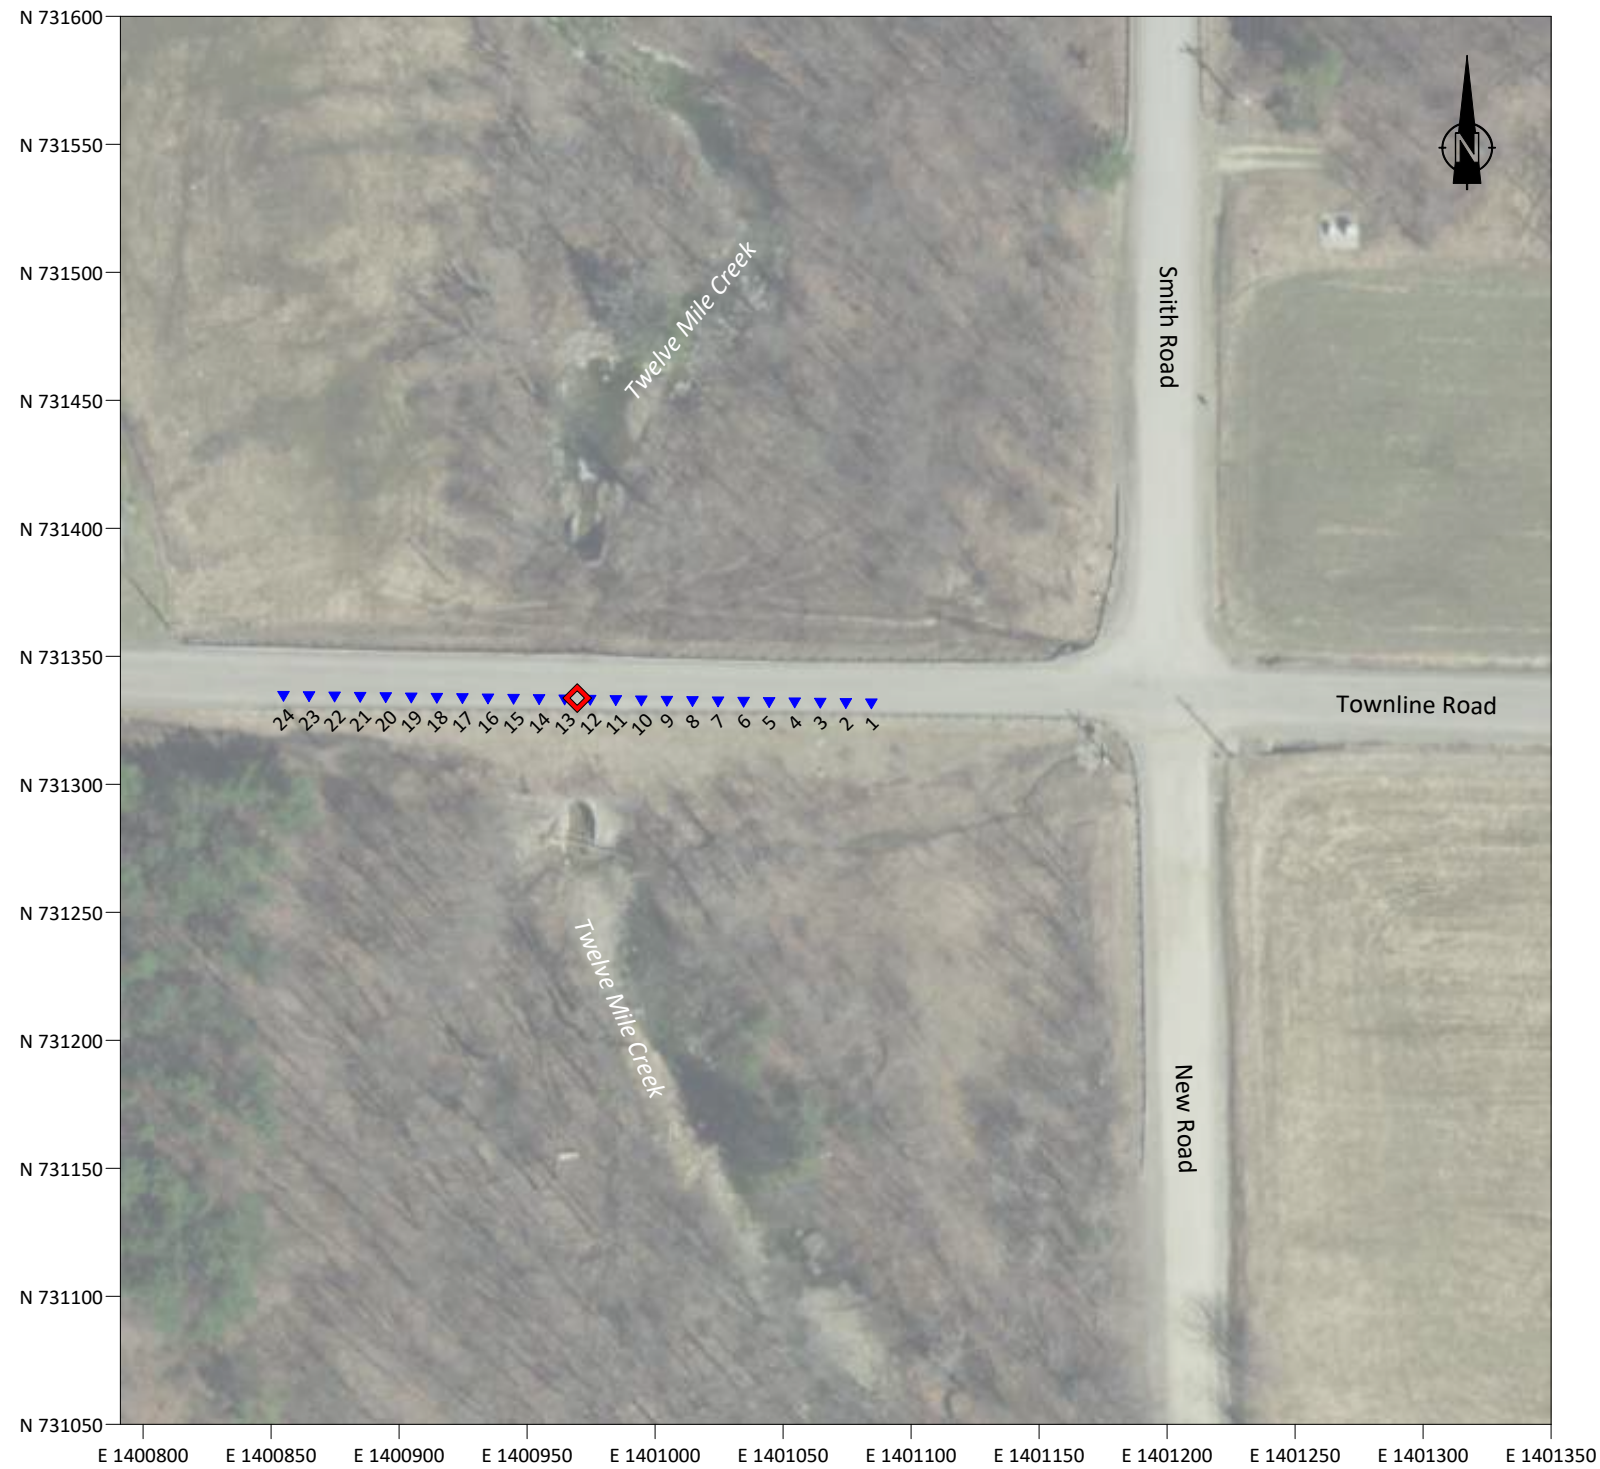 N 731600
N 731550
N
Twelve Mile Creek
Smith Road
N 731500
N 731450
N 731400
N 731350
24 23 22 21 20 19 18 17 16 15 14 13 12 11 10 9 8 7 6 5 4 3 2 1
Townline Road
N 731300
N 731250
Twelve Mile Creek
N 731200
New Road
N 731150
N 731100
N 731050
E 1400800 E 1400850 E 1400900 E 1400950 E 1401000 E 1401050 E 1401100 E 1401150 E 1401200 E 1401250 E 1401300 E 1401350